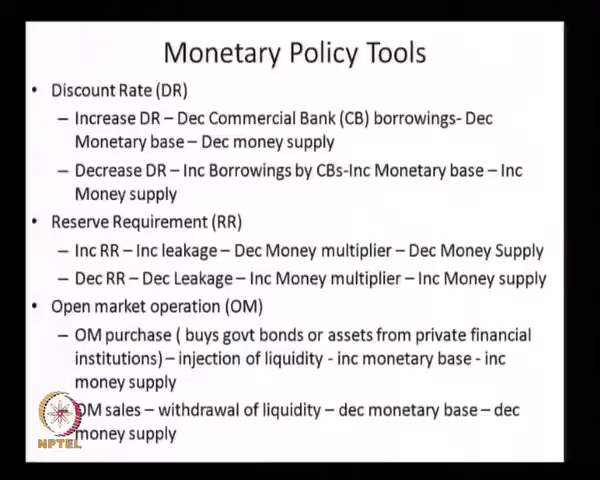 Monetary Policy Tools
• Discount Rate (DR)
– Increase DR – Dec Commercial Bank (CB) borrowings- Dec
Monetary base – Dec money supply
– Decrease DR – Inc Borrowings by CBs-Inc Monetary base – Inc
Money supply
• Reserve Requirement (RR)
– Inc RR – Inc leakage – Dec Money multiplier – Dec Money Supply
– Dec RR – Dec Leakage – Inc Money multiplier – Inc Money supply
• Open market operation (OM)
– OM purchase ( buys govt bonds or assets from private financial
institutions) – injection of liquidity - inc monetary base - inc
money supply
OM sales – withdrawal of liquidity – dec monetary base – dec
money supply
NPTEL